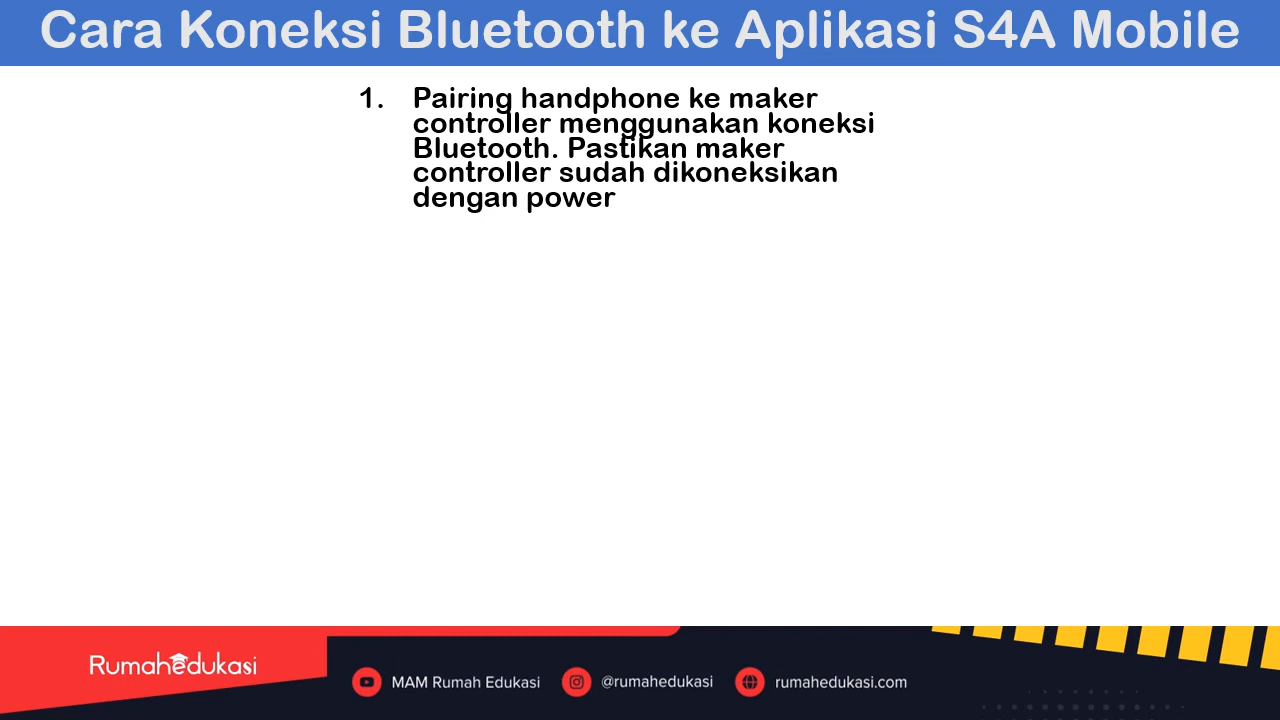 Cara Koneksi Bluetooth ke Aplikasi S4A Mobile
1. Pairing handphone ke maker
controller menggunakan koneksi
Bluetooth. Pastikan maker
controller sudah dikoneksikan
dengan power
Rumahedukasi
MAM Rumah Edukasi
@rumahedukasi
rumahedukasi.com